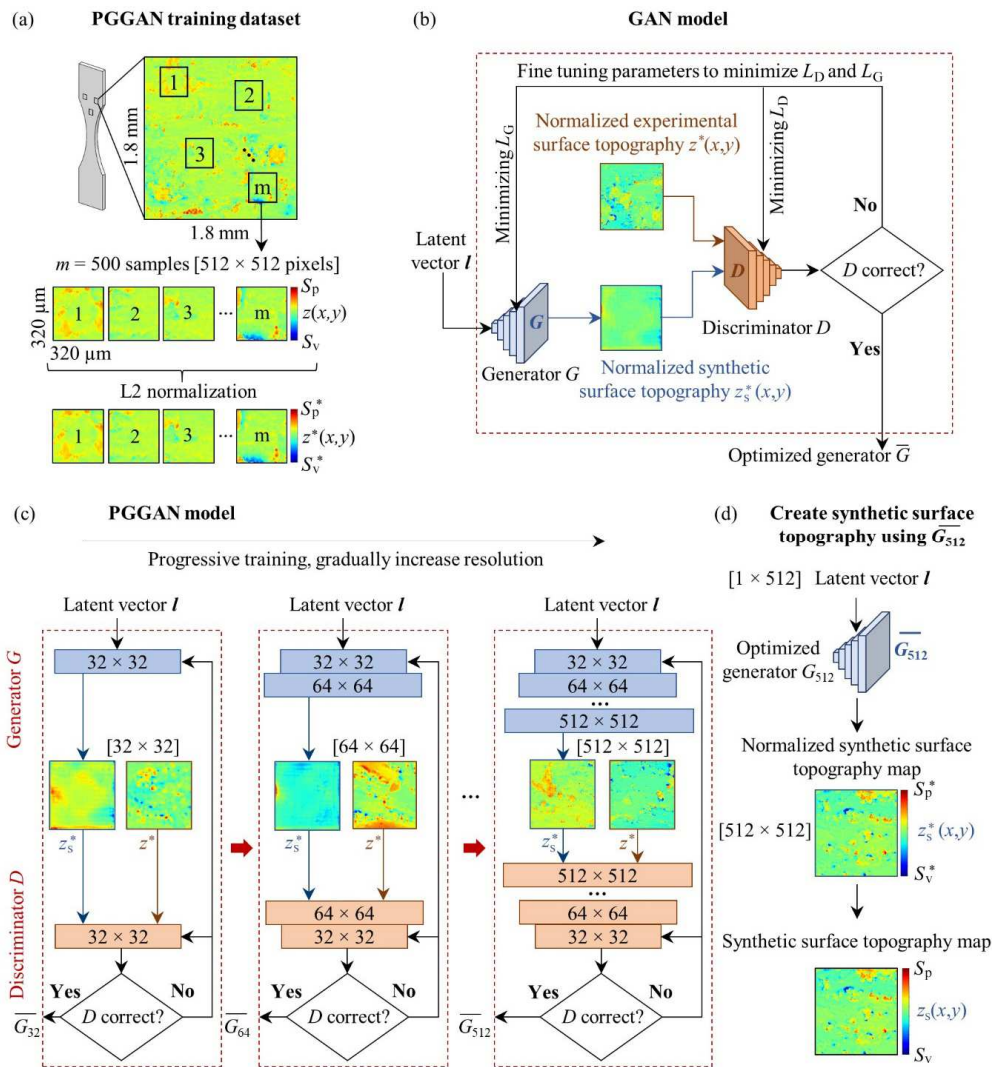 (a) PGGAN training dataset
1
2
3
m
1.8 mm
1.8 mm
m = 500 samples [512 × 512 pixels]
320 µm
1
2
3
...
m
Sp
z(x,y)
Sv
320 µm
L2 normalization
1
2
3
...
m
Sp*
z*(x,y)
Sv*
(b) GAN model
Fine tuning parameters to minimize LD and LG
Minimizing LG
Normalized experimental
surface topography z*(x,y)
Minimizing LD
No
Latent
vector l
G
D
D correct?
Discriminator D
Generator G
Yes
Normalized synthetic
surface topography zs*(x,y)
Optimized generator G̅
(c) PGGAN model
Progressive training, gradually increase resolution
Generator G
Discriminator D
Latent vector l
32 × 32
[32 × 32]
zs*
z*
32 × 32
Yes
No
D correct?
G̅32
Latent vector l
32 × 32
64 × 64
[64 × 64]
zs*
z*
64 × 64
32 × 32
Yes
No
D correct?
G̅64
...
Latent vector l
32 × 32
64 × 64
...
512 × 512
[512 × 512]
zs*
z*
512 × 512
...
64 × 64
32 × 32
Yes
No
D correct?
G̅512
(d) Create synthetic surface
topography using G̅512
[1 × 512] Latent vector l
Optimized
generator G512
G̅512
Normalized synthetic surface
topography map
[512 × 512]
Sp*
zs*(x,y)
Sv*
Synthetic surface topography map
Sp
zs(x,y)
Sv